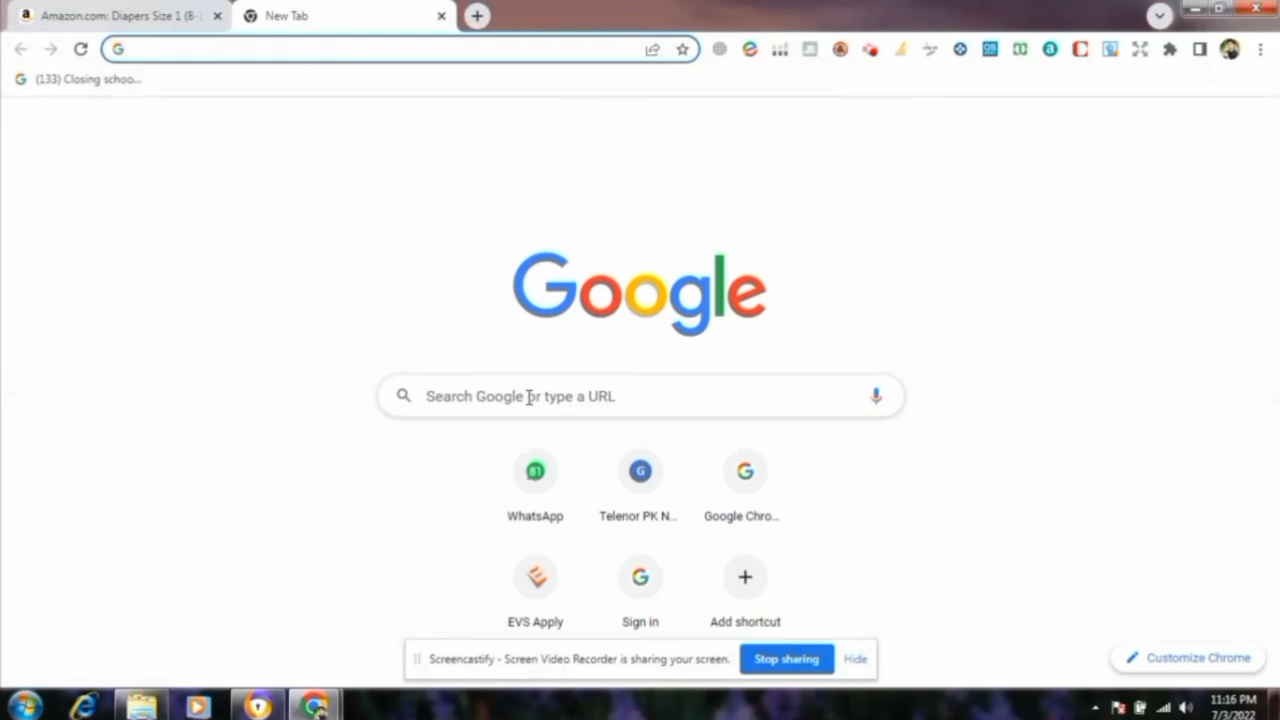 Amazon.com: Diapers Size 1 (8-1
New Tab
(133) Closing schoo...
Google
Search Google or type a URL
WhatsApp
Telenor PK N...
Google Chro...
EVS Apply
Sign in
Add shortcut
Screencastify - Screen Video Recorder is sharing your screen.
Stop sharing
Hide
Customize Chrome
11:16 PM
7/3/2022